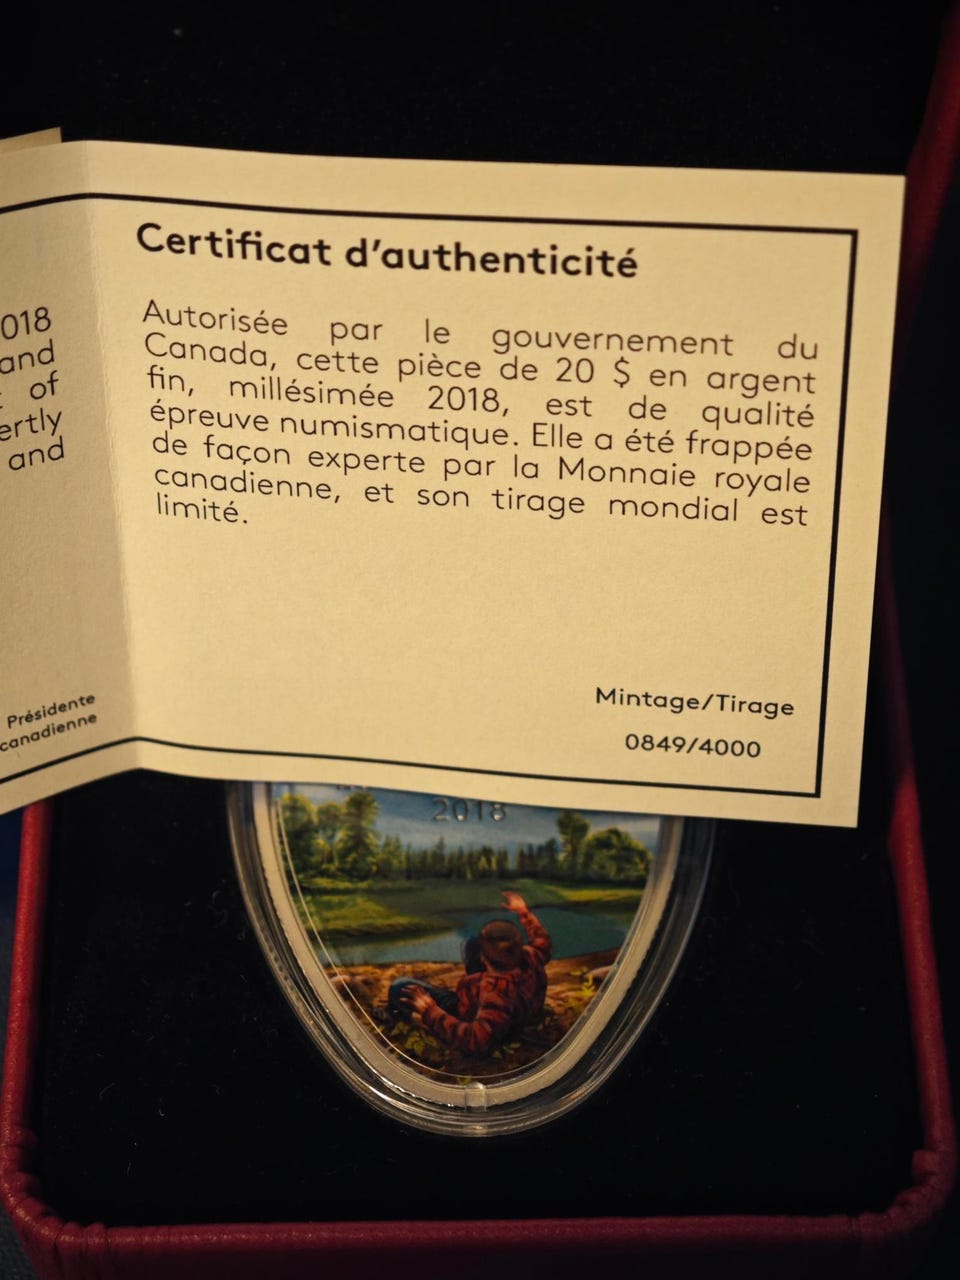 018
and
of
ertly
and
Présidente
canadienne
Certificat d'authenticité
Autorisée par le gouvernement du
Canada, cette pièce de 20 $ en argent
fin, millésimée 2018, est de qualité
épreuve numismatique. Elle a été frappée
de façon experte par la Monnaie royale
canadienne, et son tirage mondial est
limité.
Mintage/Tirage
0849/4000
2018